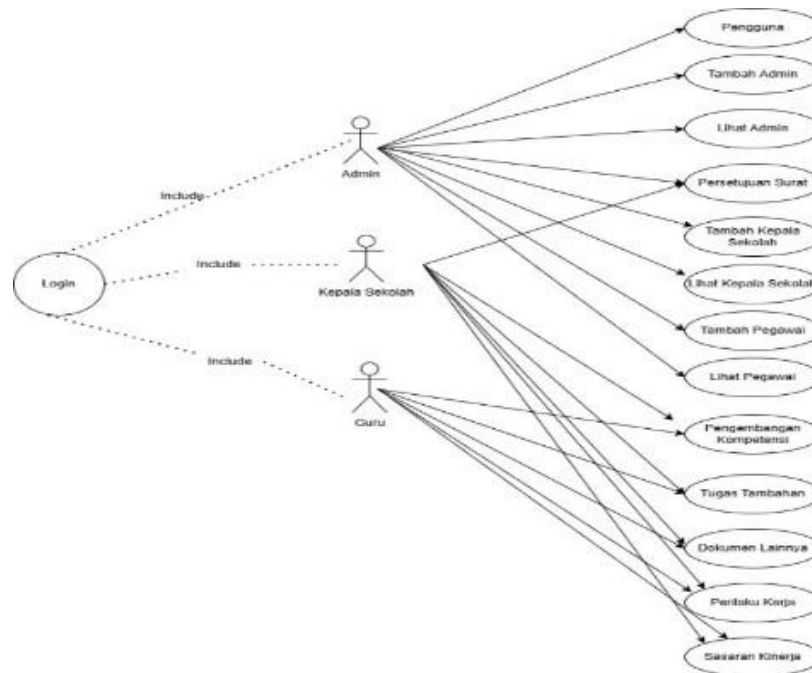 Pengguna
Tambah Admin
Lihat Admin
Admin
Include
Persetujuan Surat
Tambah Kepala
Sekolah
Include
Login
Kepala Sekolah
Lihat Kepala Sekolah
Tambah Pegawai
Include
Lihat Pegawai
Guru
Pengembangan
Kompetensi
Tugas Tambahan
Dokumen Lainnya
Perilaku Kerja
Sasaran Kinerja